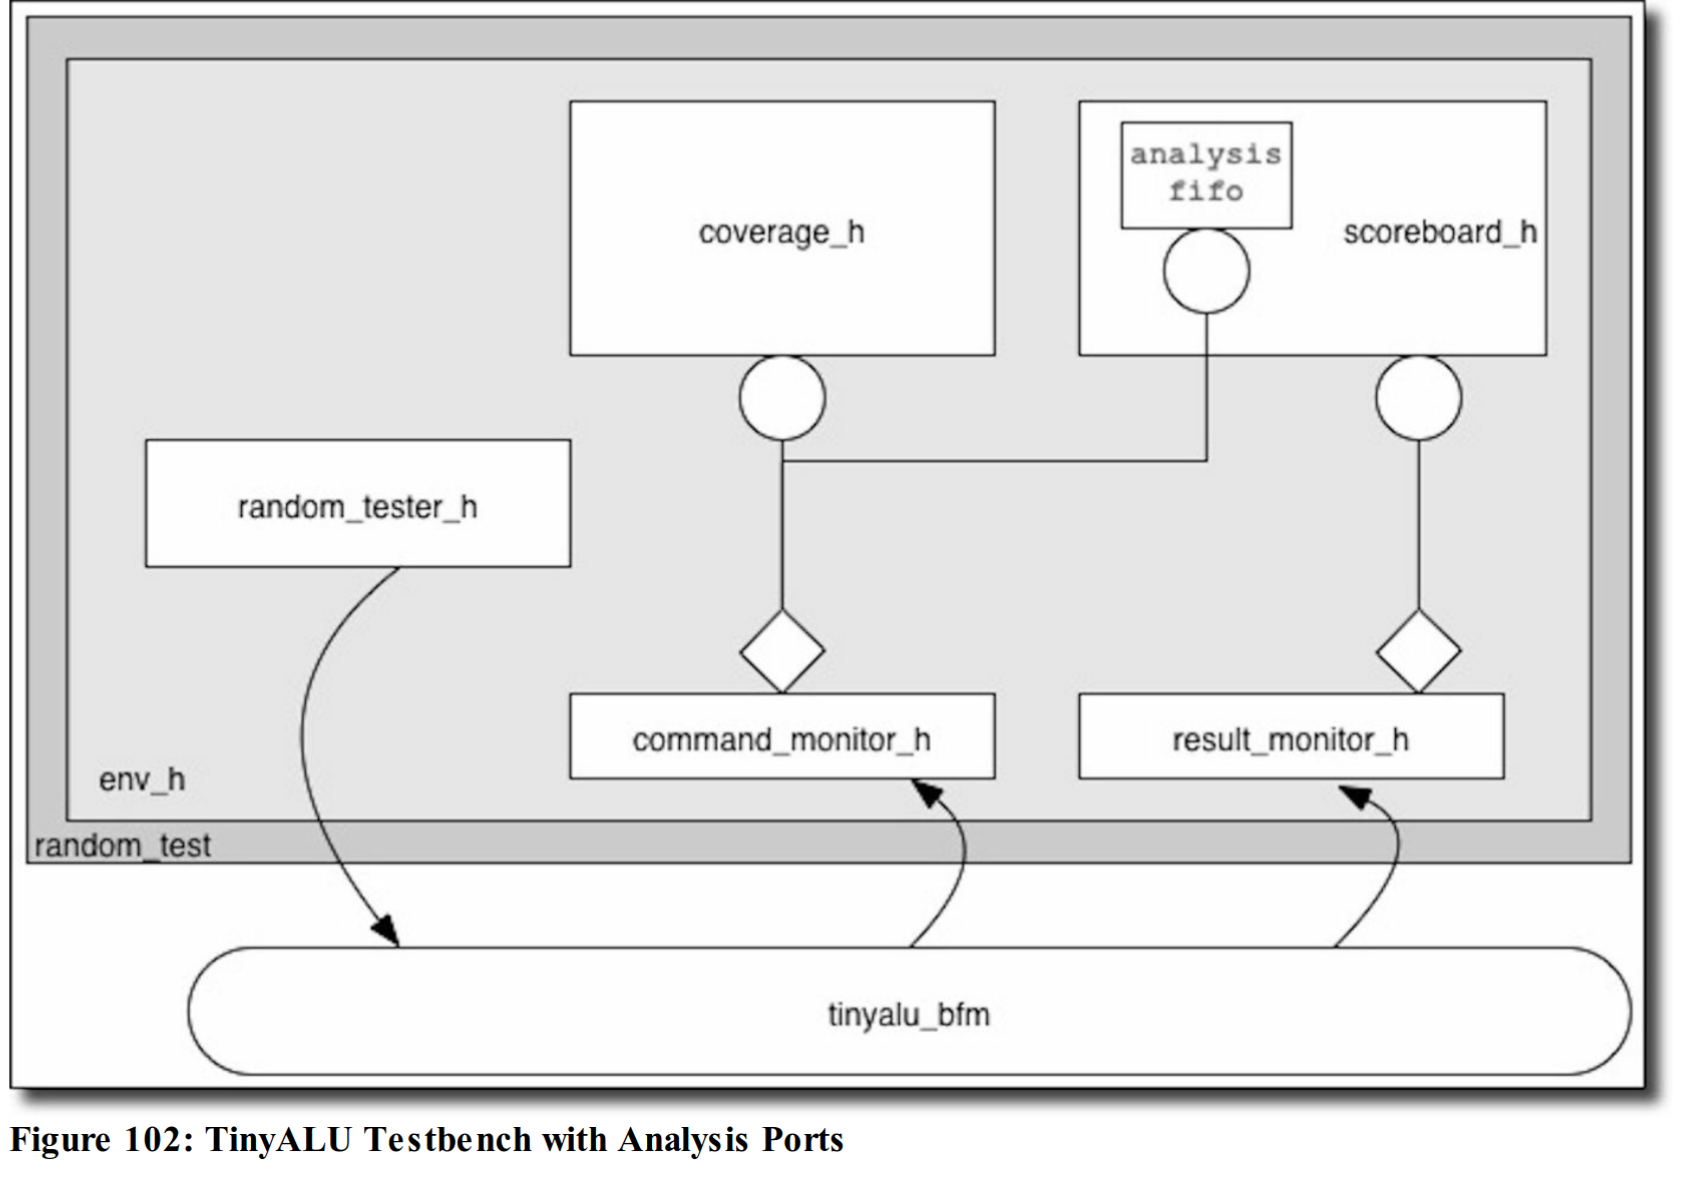 analysis
fifo
coverage_h
scoreboard_h
random_tester_h
command_monitor_h
result_monitor_h
env_h
random_test
tinyalu_bfm
Figure 102: TinyALU Testbench with Analysis Ports